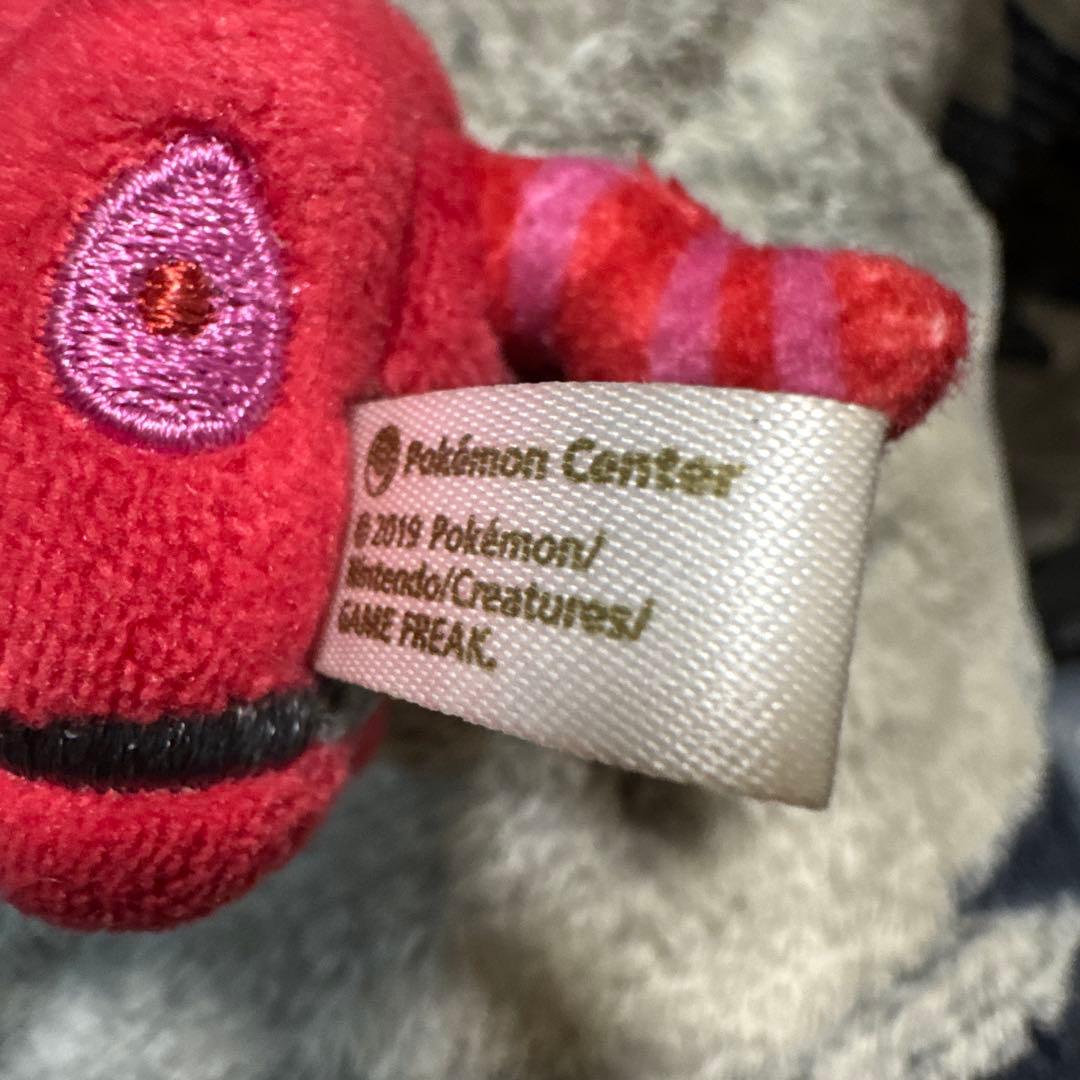 Pokémon Center
© 2019 Pokémon/
Nintendo/Creatures/
GAME FREAK.